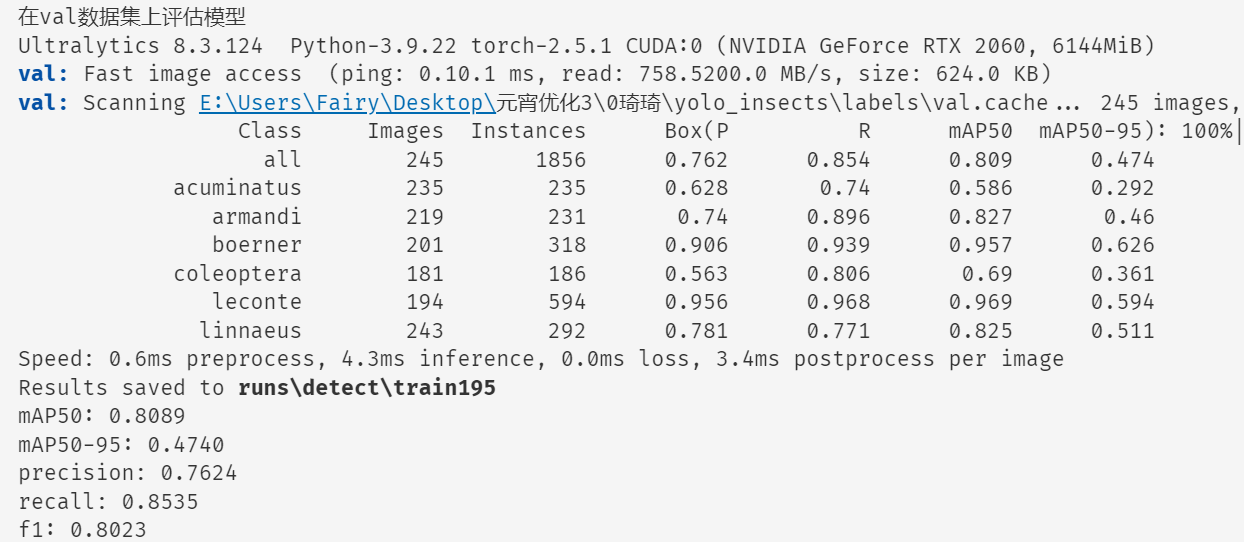 在val数据集上评估模型
Ultralytics 8.3.124  Python-3.9.22 torch-2.5.1 CUDA:0 (NVIDIA GeForce RTX 2060, 6144MiB)
val: Fast image access  (ping: 0.10.1 ms, read: 758.5200.0 MB/s, size: 624.0 KB)
val: Scanning E:\Users\Fairy\Desktop\元宵优化3\0琦琦\yolo_insects\labels\val.cache... 245 images,
Class Images Instances Box(P R mAP50 mAP50-95): 100%|
all 245 1856 0.762 0.854 0.809 0.474
acuminatus 235 235 0.628 0.74 0.586 0.292
armandi 219 231 0.74 0.896 0.827 0.46
boerner 201 318 0.906 0.939 0.957 0.626
coleoptera 181 186 0.563 0.806 0.69 0.361
leconte 194 594 0.956 0.968 0.969 0.594
linnaeus 243 292 0.781 0.771 0.825 0.511
Speed: 0.6ms preprocess, 4.3ms inference, 0.0ms loss, 3.4ms postprocess per image
Results saved to runs\detect\train195
mAP50: 0.8089
mAP50-95: 0.4740
precision: 0.7624
recall: 0.8535
f1: 0.8023